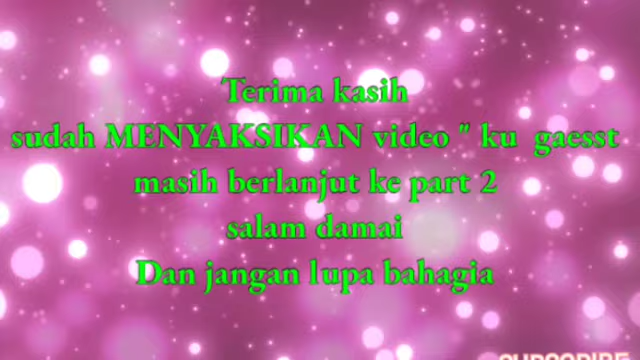 Terima kasih
sudah MENYAKSIKAN video " ku gaesst
masih berlanjut ke part 2
salam damai
Dan jangan lupa bahagia